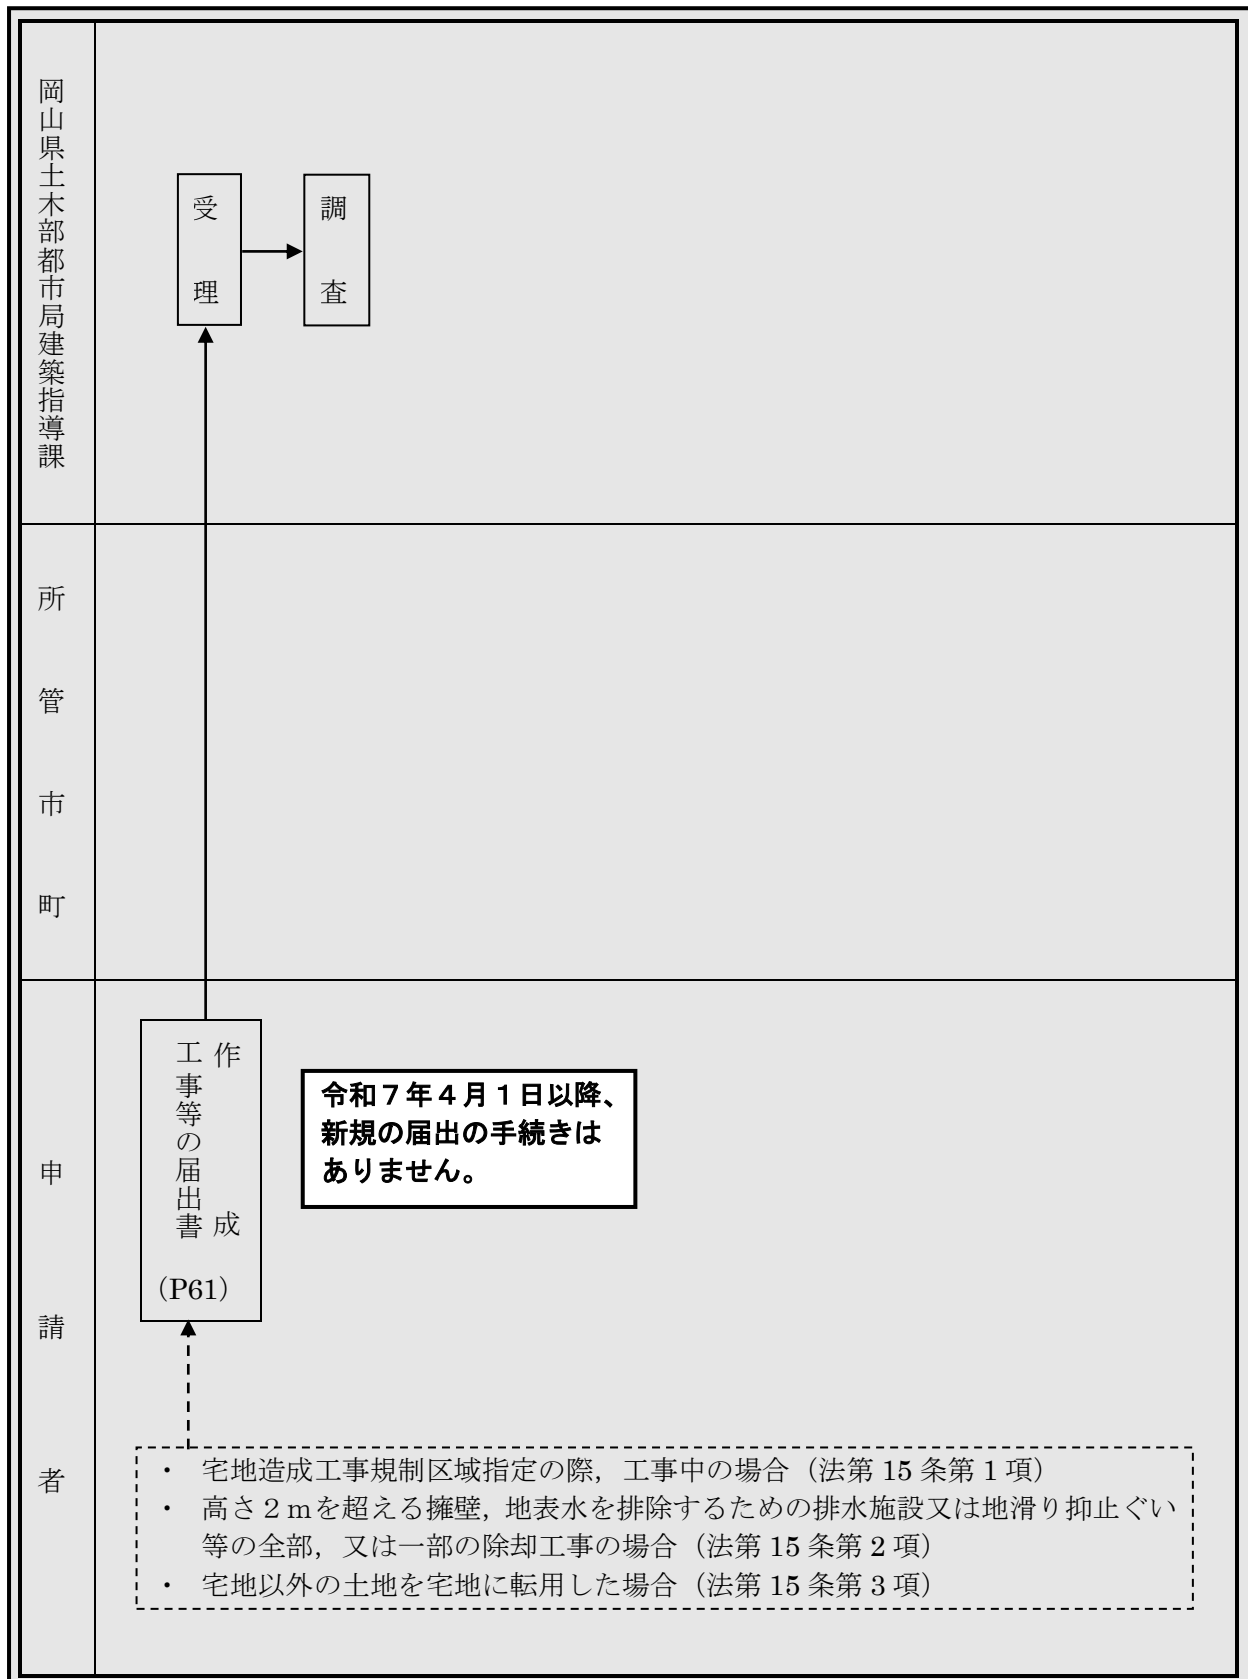 岡山県土木部都市局建築指導課
受理
調査
所管市町
申請者
工事等の届出書
作成
（P61）
令和７年４月１日以降、
新規の届出の手続きは
ありません。
・ 宅地造成工事規制区域指定の際，工事中の場合（法第 15 条第 1 項）
・ 高さ２ｍを超える擁壁，地表水を排除するための排水施設又は地滑り抑止ぐい
等の全部，又は一部の除却工事の場合（法第 15 条第 2 項）
・ 宅地以外の土地を宅地に転用した場合（法第 15 条第 3 項）